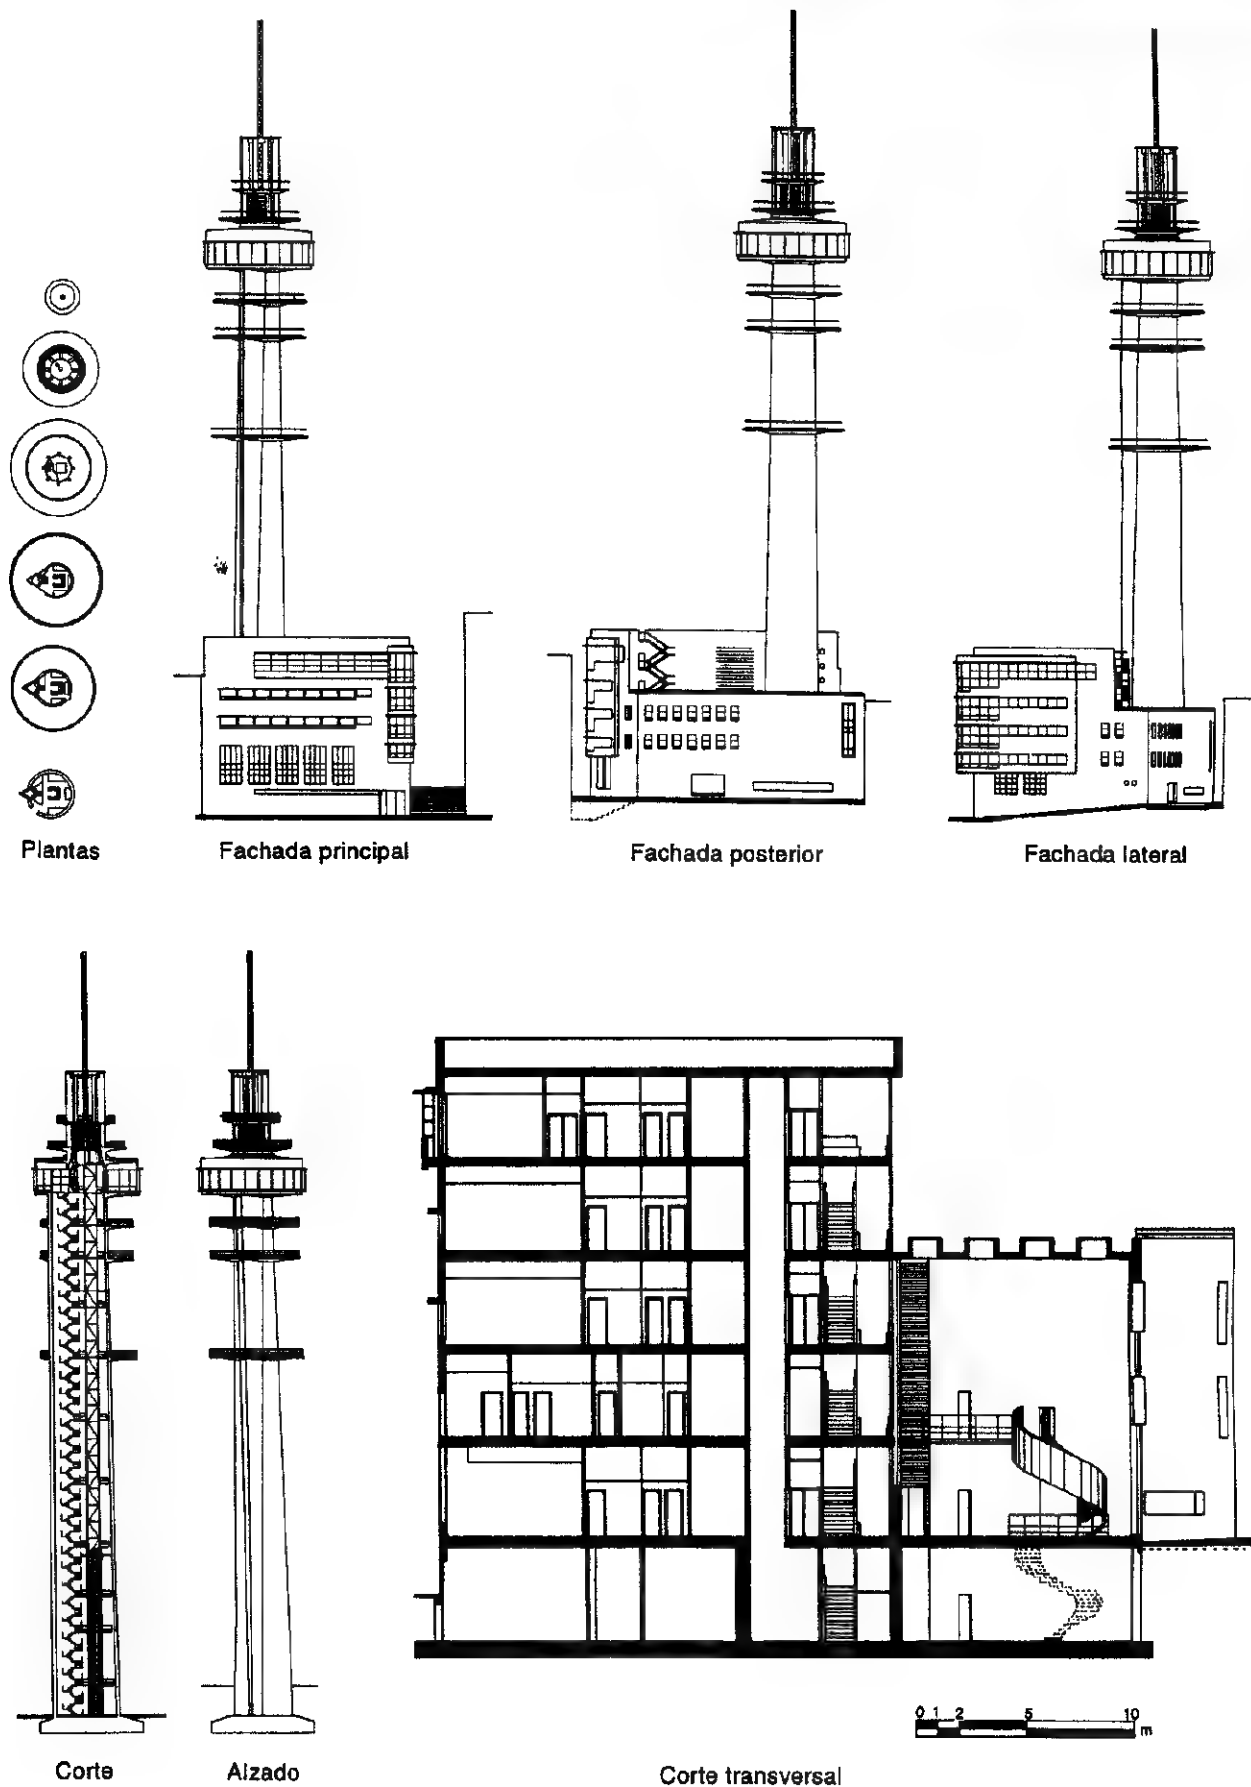 Plantas
Fachada principal
Fachada posterior
Fachada lateral
Corte
Alzado
Corte transversal
0 1 2 5 10
m